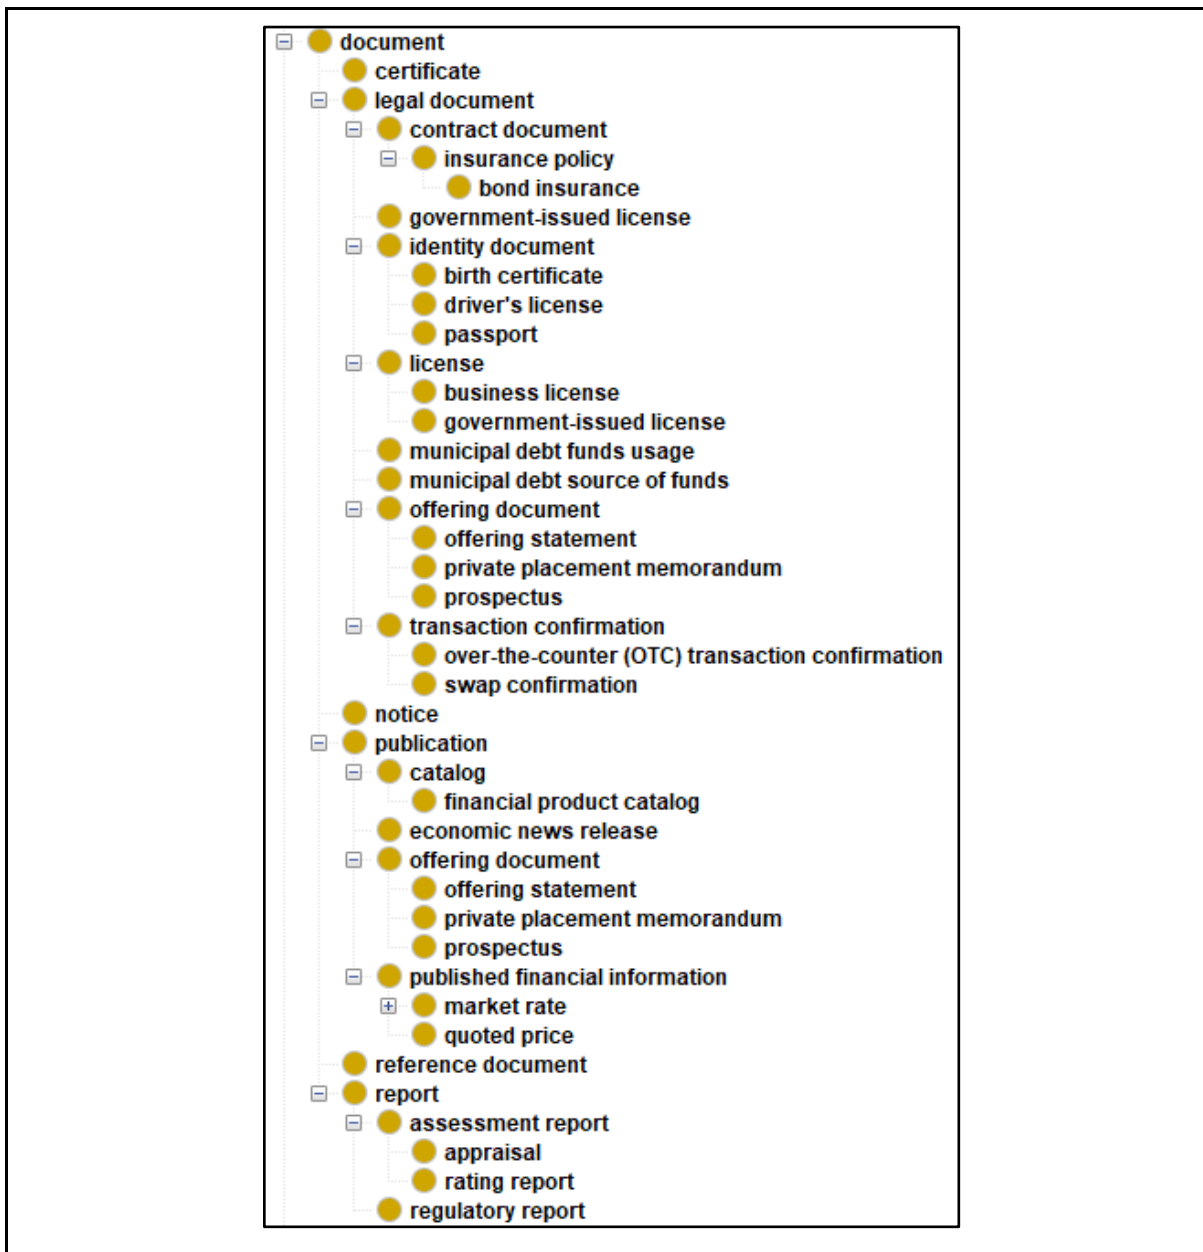 document
certificate
legal document
contract document
insurance policy
bond insurance
government-issued license
identity document
birth certificate
driver's license
passport
license
business license
government-issued license
municipal debt funds usage
municipal debt source of funds
offering document
offering statement
private placement memorandum
prospectus
transaction confirmation
over-the-counter (OTC) transaction confirmation
swap confirmation
notice
publication
catalog
financial product catalog
economic news release
offering document
offering statement
private placement memorandum
prospectus
published financial information
market rate
quoted price
reference document
report
assessment report
appraisal
rating report
regulatory report